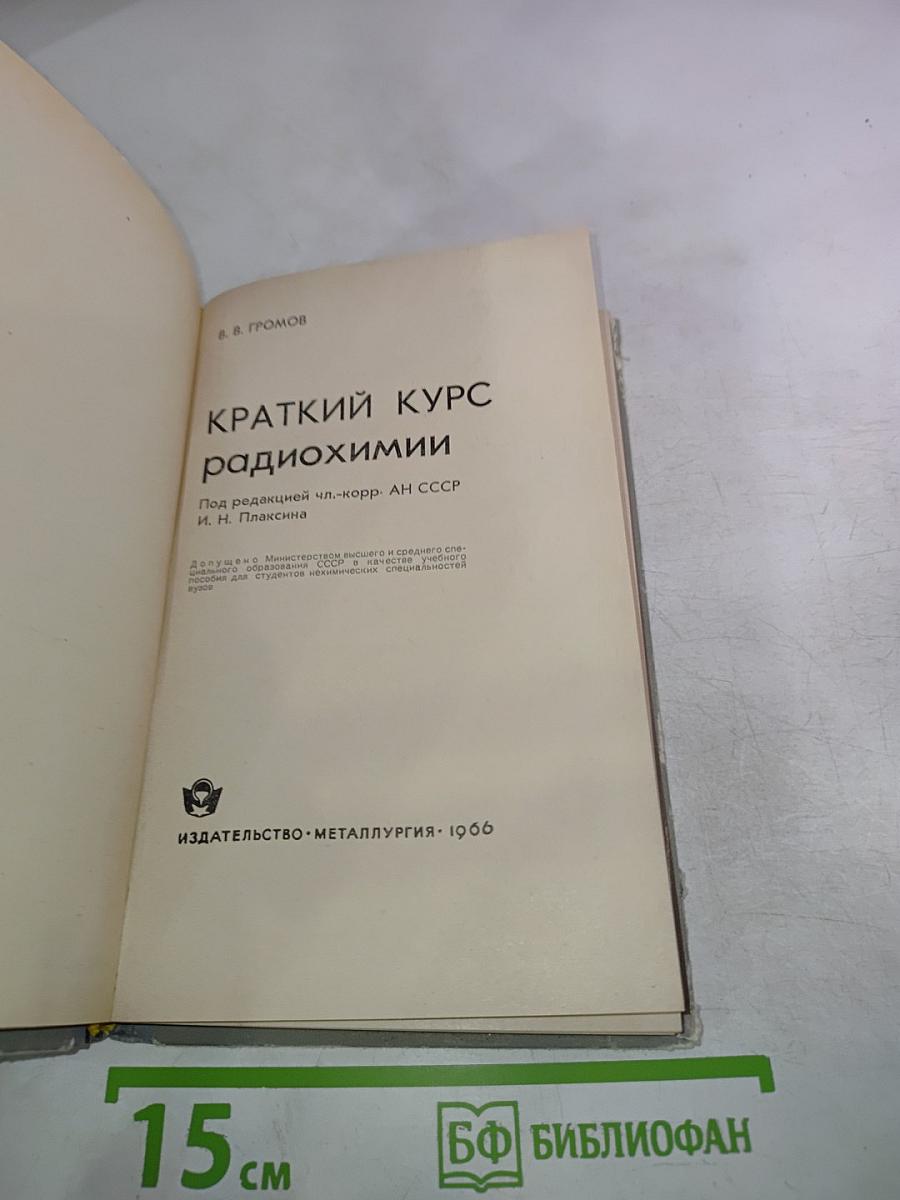 В. В. ГРОМОВ
КРАТКИЙ КУРС
радиохимии
Под редакцией чл.-корр. АН СССР
И. Н. Плаксина
Допущено Министерством высшего и среднего спе-
циального образования СССР в качестве учебного
пособия для студентов нехимических специальностей
вузов
ИЗДАТЕЛЬСТВО · МЕТАЛЛУРГИЯ · 1966
15 см
БФ БИБЛИОФАН